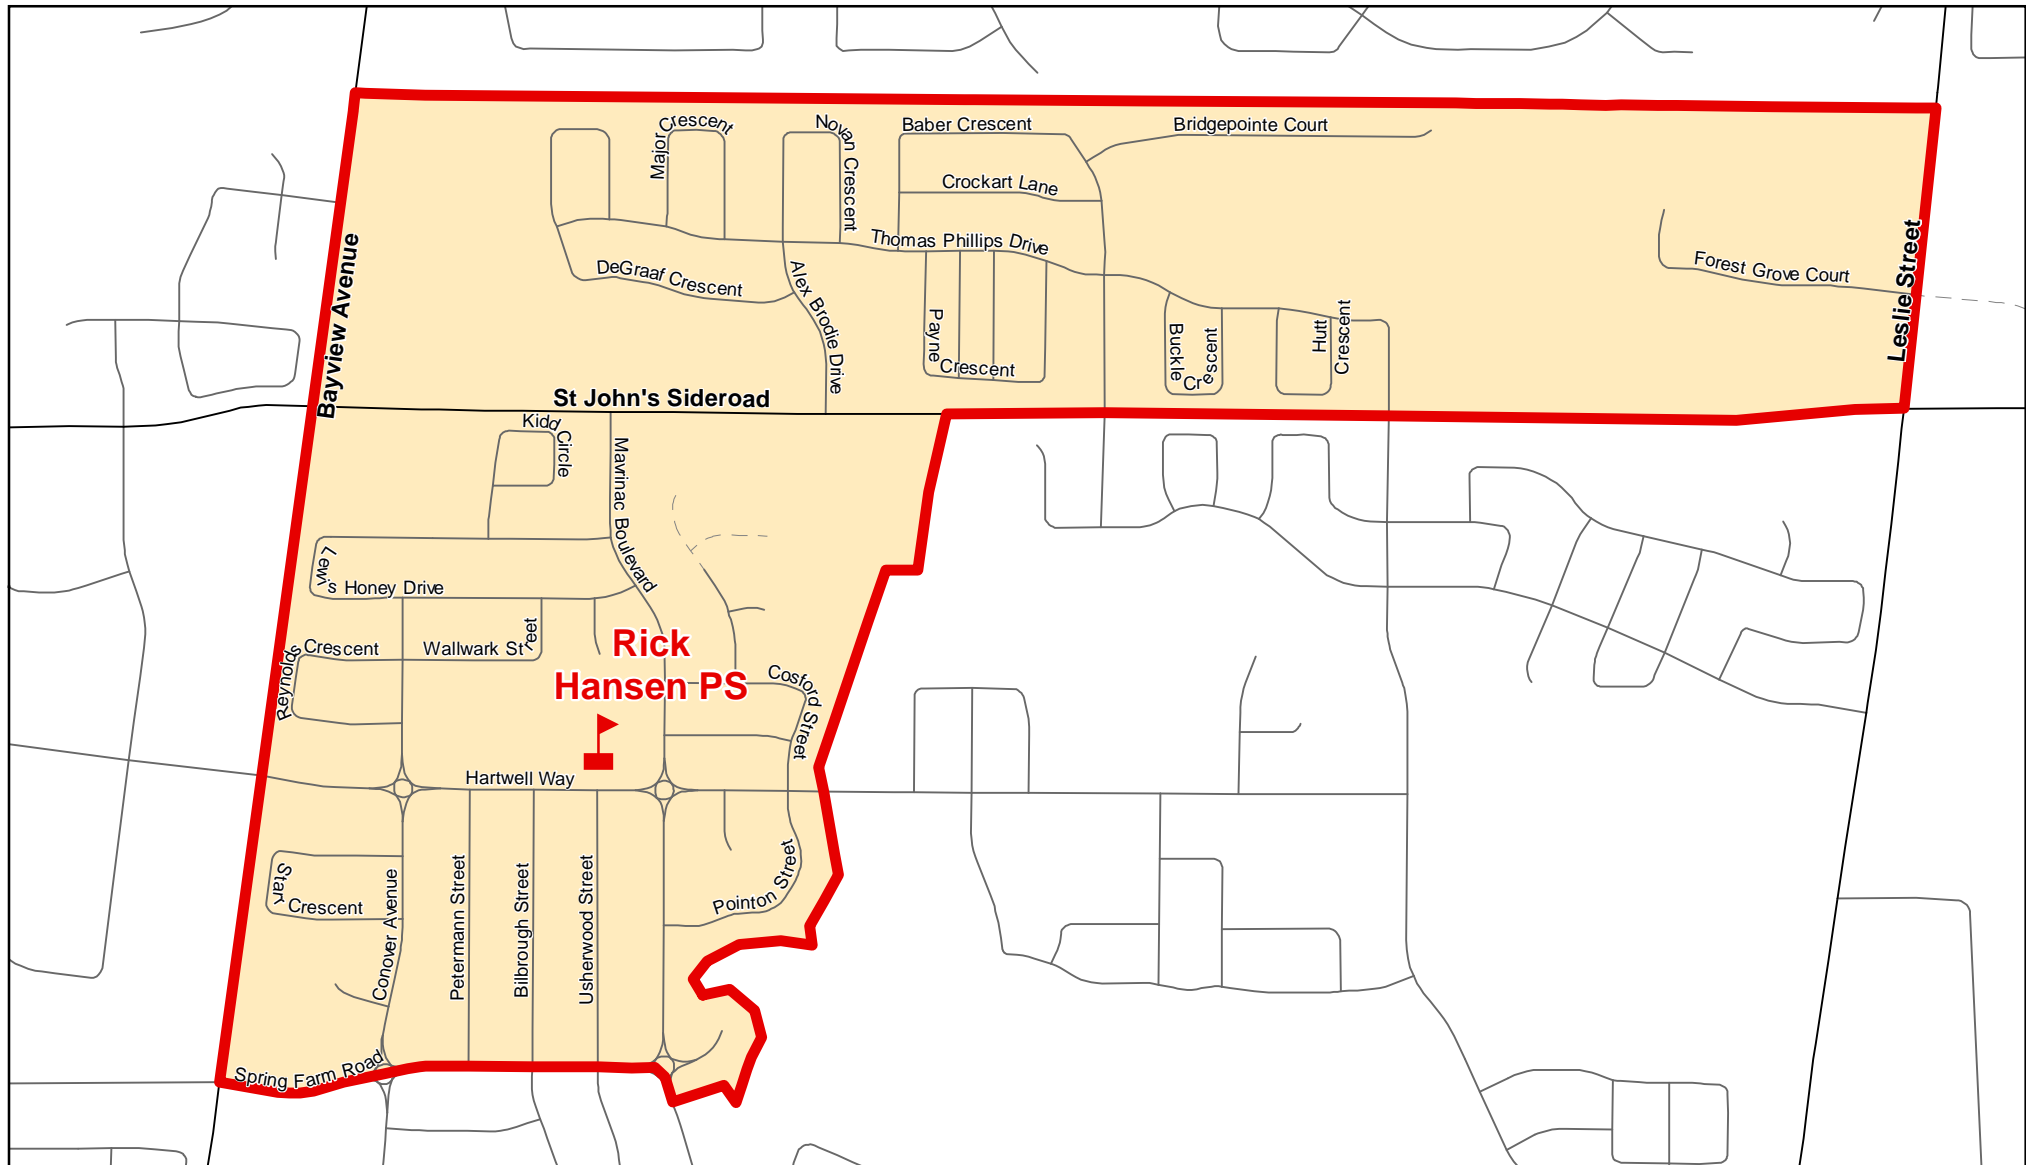 Major
Crescent
Novan Crescent
Baber Crescent
Bridgepointe Court
Crockart Lane
Thomas Phillips Drive
DeGraaf Crescent
Alex Brodie Drive
Payne
Crescent
Buckle
Crescent
Hutt
Crescent
Forest Grove Court
Leslie Street
Bayview Avenue
St John's Sideroad
Kidd
Circle
Mavrinac Boulevard
Lewis Honey Drive
Reynolds Crescent
Wallwark Street
Rick
Hansen PS
Cosford Street
Hartwell Way
Stark
Crescent
Conover Avenue
Petermann Street
Bilbrough Street
Usherwood Street
Pointon Street
Spring Farm Road